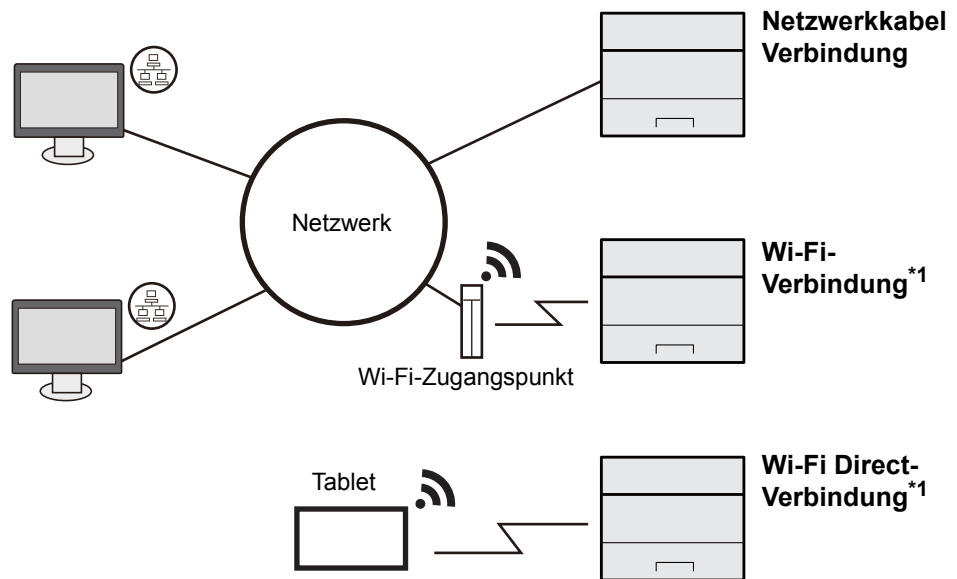 Netzwerkkabel
Verbindung
Netzwerk
Wi-Fi-
Verbindung*1
Wi-Fi-Zugangspunkt
Tablet
Wi-Fi Direct-
Verbindung*1